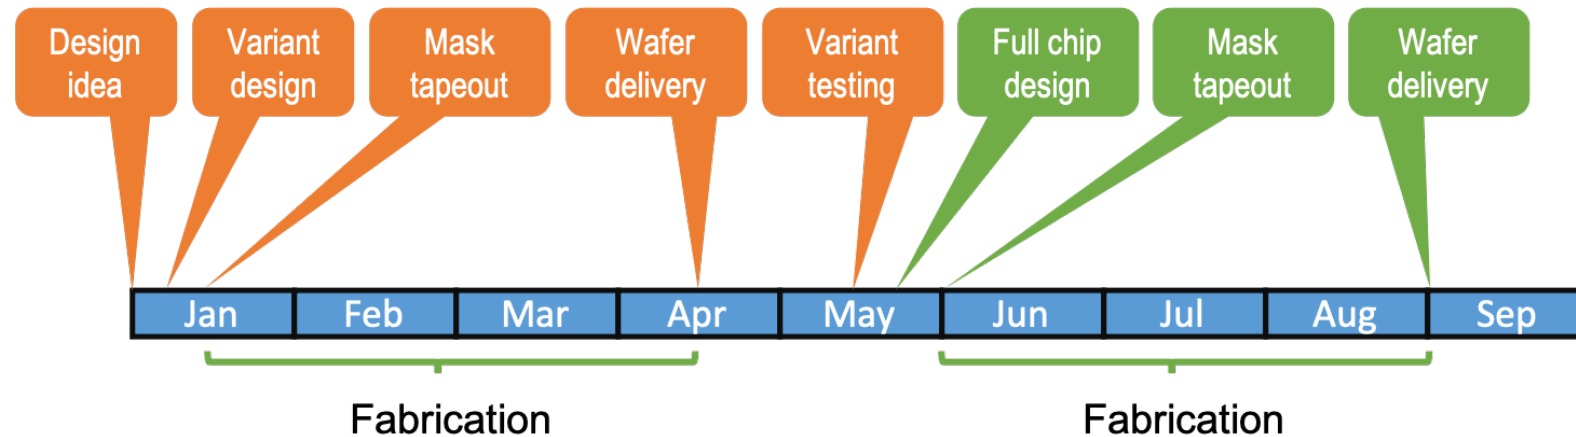 Design
idea
Variant
design
Mask
tapeout
Wafer
delivery
Variant
testing
Full chip
design
Mask
tapeout
Wafer
delivery
Jan Feb Mar Apr May Jun Jul Aug Sep
Fabrication Fabrication